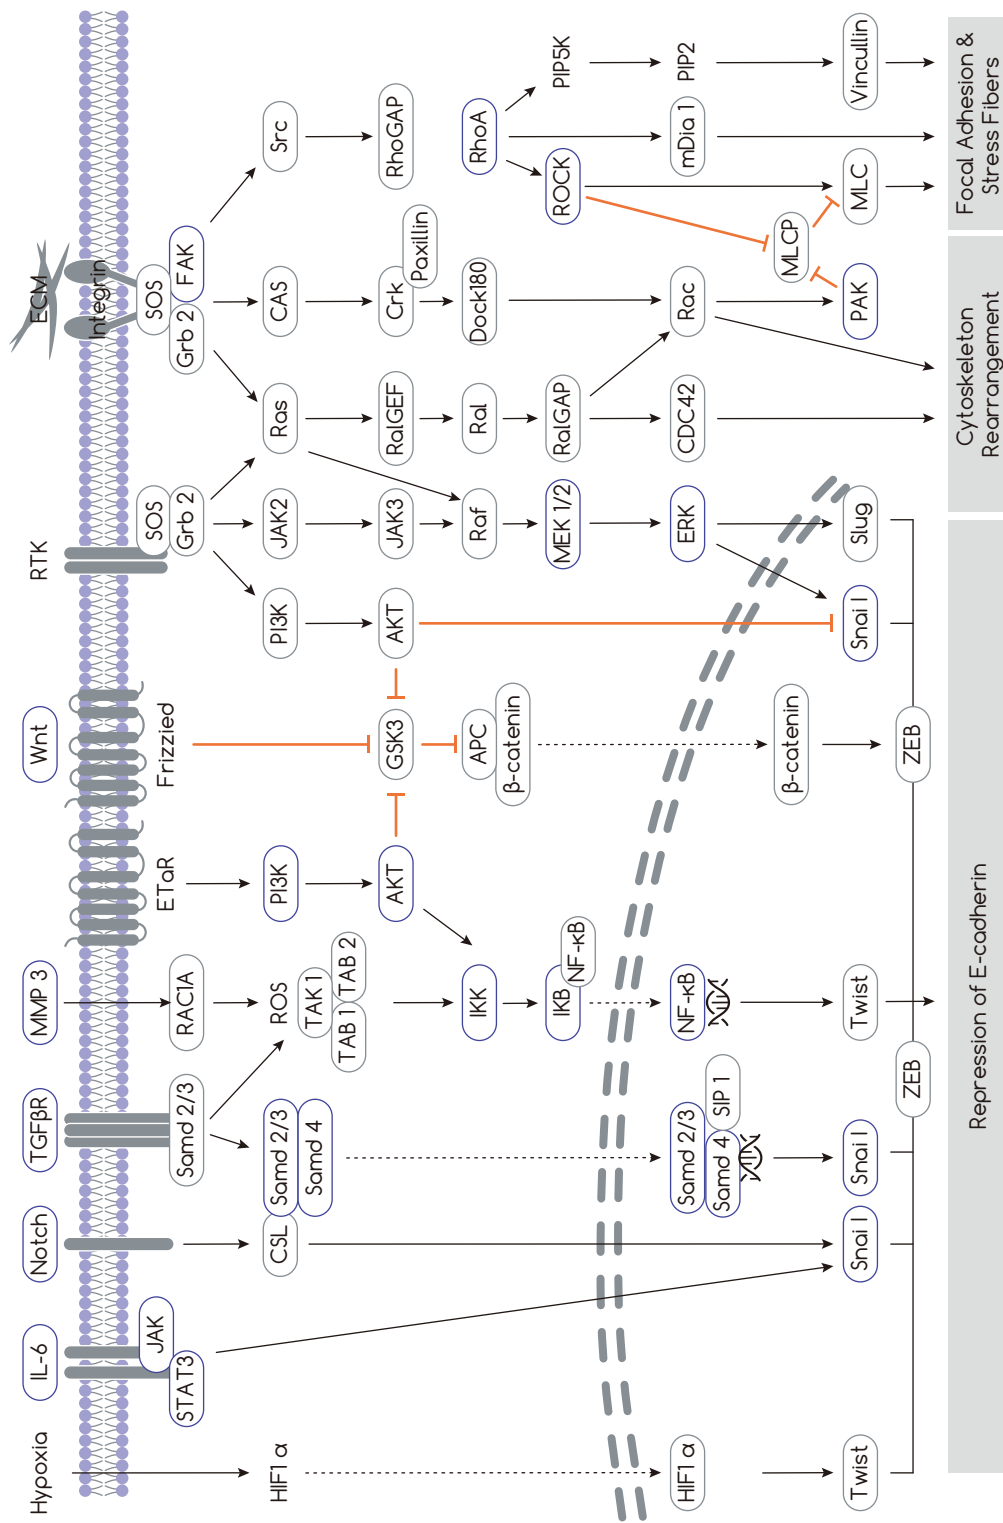 Hypoxia
IL-6
Notch
TGFβR
MMP 3
Wnt
RTK
ECM
Integrin
JAK
STAT3
Samd 2/3
RAC1A
ETaR
Frizzied
SOS
Grb 2
SOS
Grb 2
FAK
HIF1 α
CSL
Samd 2/3
Samd 4
ROS
TAK1
TAB 1
TAB 2
PI3K
PI3K
JAK2
Ras
CAS
Src
AKT
GSK3
AKT
JAK3
RalGEF
Crk
Paxillin
RhoGAP
IKK
APC
β-catenin
Raf
Ral
Dock180
RhoA
IKB
NF-κB
MEK 1/2
RalGAP
ROCK
PIP5K
HIF1 α
Samd 2/3
Samd 4
SIP 1
NF-κB
ERK
CDC42
Rac
mDia 1
PIP2
β-catenin
MLCP
Twist
Snai l
Snai l
Twist
Snai l
Slug
PAK
MLC
Vincullin
ZEB
ZEB
Repression of E-cadherin
Cytoskeleton
Rearrangement
Focal Adhesion &
Stress Fibers